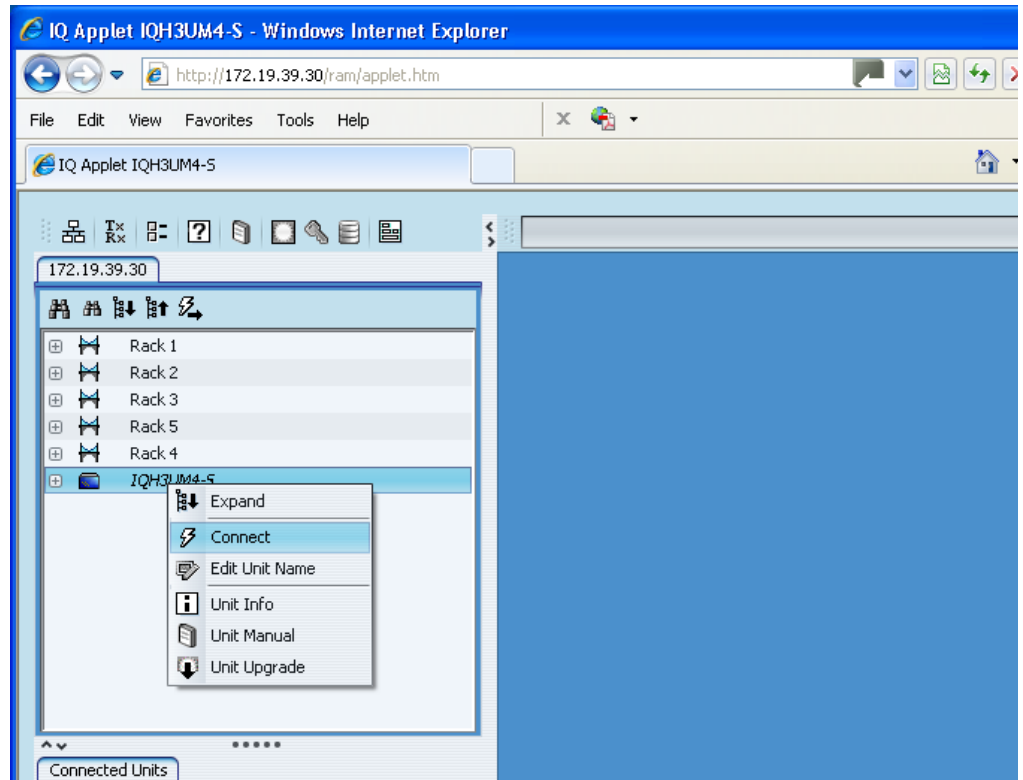 IQ Applet IQH3UM4-S - Windows Internet Explorer
http://172.19.39.30/ram/applet.htm
File Edit View Favorites Tools Help
IQ Applet IQH3UM4-S
Tx
Rx
172.19.39.30
Rack 1
Rack 2
Rack 3
Rack 5
Rack 4
IQH3UM4-S
Expand
Connect
Edit Unit Name
Unit Info
Unit Manual
Unit Upgrade
Connected Units